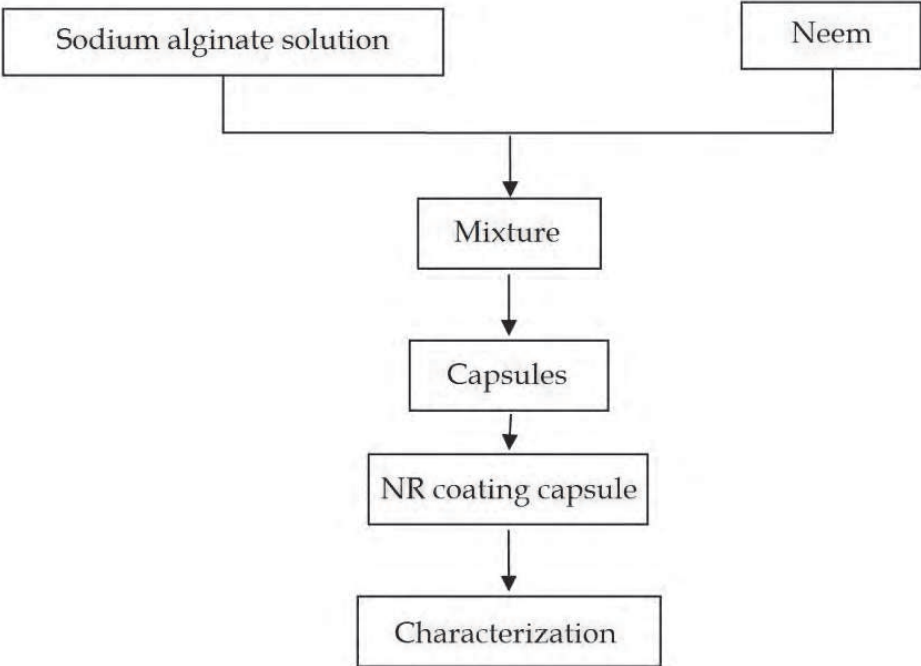 Sodium alginate solution
Neem
Mixture
Capsules
NR coating capsule
Characterization